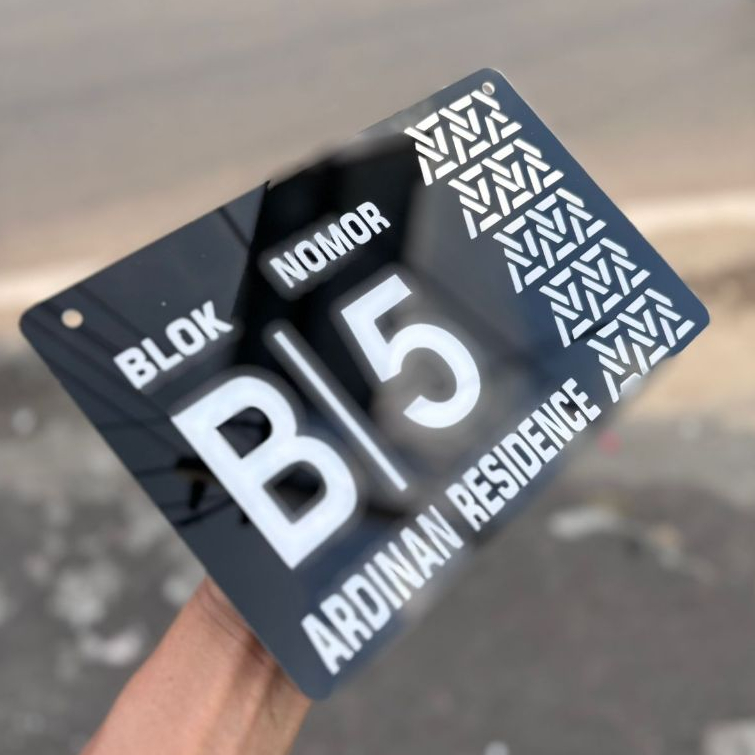 BLOK NOMOR
B | 5
ARDINAN RESIDENCE